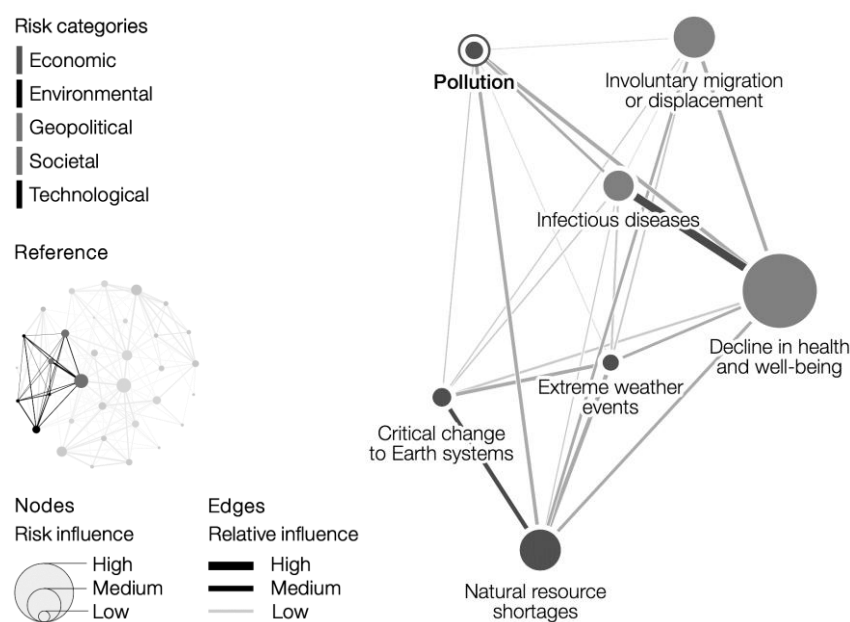 Risk categories
Economic
Environmental
Geopolitical
Societal
Technological
Reference
Nodes
Risk influence
High
Medium
Low
Edges
Relative influence
High
Medium
Low
Pollution
Involuntary migration
or displacement
Infectious diseases
Decline in health
and well-being
Extreme weather
events
Critical change
to Earth systems
Natural resource
shortages